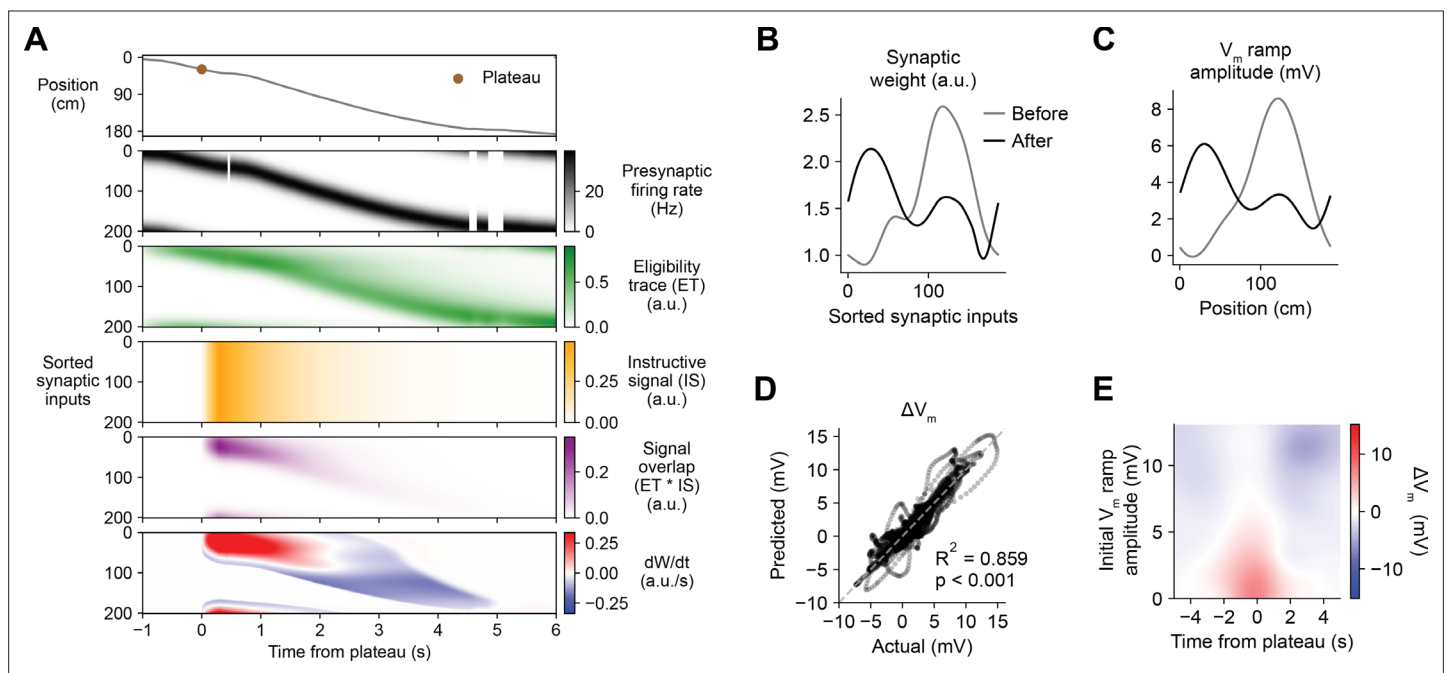 A
Position
(cm)
0
90
180
Plateau
0
100
200
20
0
Presynaptic
firing rate
(Hz)
0
100
200
0.5
0.0
Eligibility
trace (ET)
(a.u.)
Sorted
synaptic
inputs
0
100
200
0.25
0.00
Instructive
signal (IS)
(a.u.)
0
100
200
0.2
0.0
Signal
overlap
(ET * IS)
(a.u.)
0
100
200
0.25
0.00
−0.25
dW/dt
(a.u./s)
−1 0 1 2 3 4 5 6
Time from plateau (s)
B
Synaptic
weight (a.u.)
2.5
2.0
1.5
1.0
Before
After
0 100
Sorted synaptic inputs
C
Vm ramp
amplitude (mV)
8
6
4
2
0
0 100
Position (cm)
D
ΔVm
Predicted (mV)
15
10
5
0
−5
−10
R2 = 0.859
p < 0.001
−10 −5 0 5 10 15
Actual (mV)
E
Initial Vm ramp
amplitude (mV)
10
5
0
−4 −2 0 2 4
Time from plateau (s)
10
0
−10
ΔVm (mV)